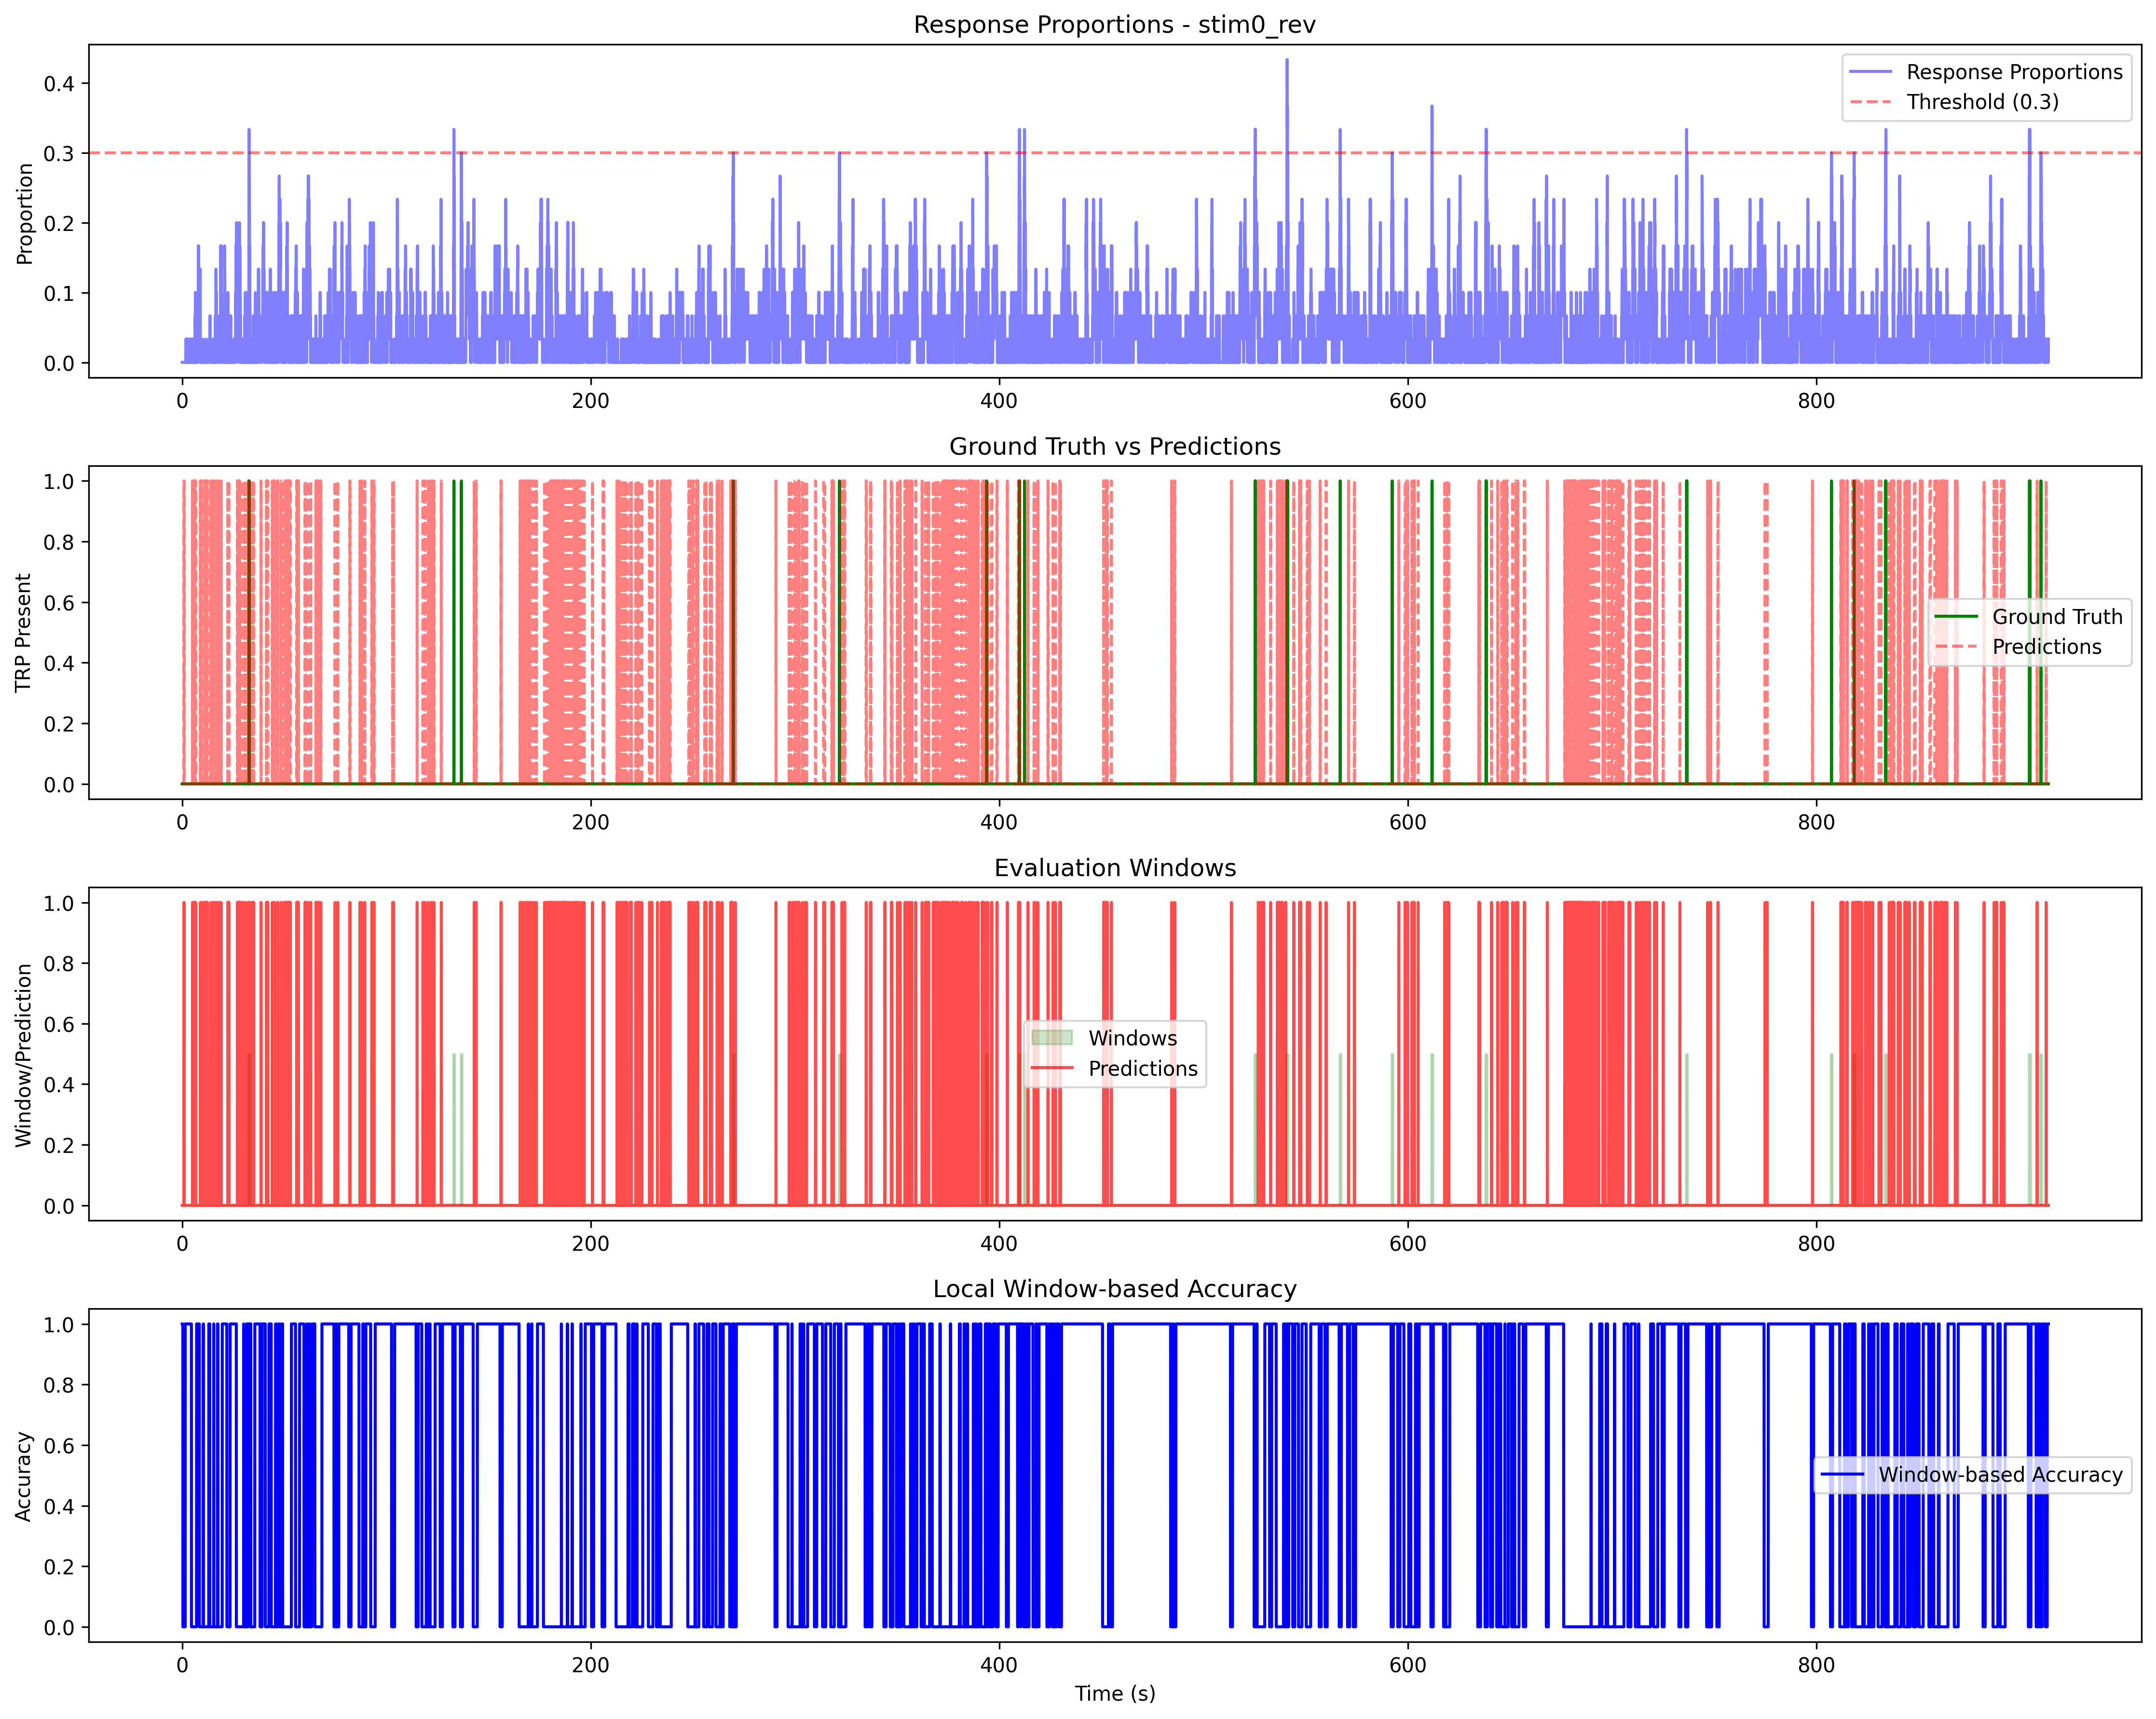 Response Proportions - stim0_rev
Proportion
0.4
0.3
0.2
0.1
0.0
Response Proportions
Threshold (0.3)
0 200 400 600 800
Ground Truth vs Predictions
TRP Present
1.0
0.8
0.6
0.4
0.2
0.0
Ground Truth
Predictions
0 200 400 600 800
Evaluation Windows
Window/Prediction
1.0
0.8
0.6
0.4
0.2
0.0
Windows
Predictions
0 200 400 600 800
Local Window-based Accuracy
Accuracy
1.0
0.8
0.6
0.4
0.2
0.0
Window-based Accuracy
0 200 400 600 800
Time (s)